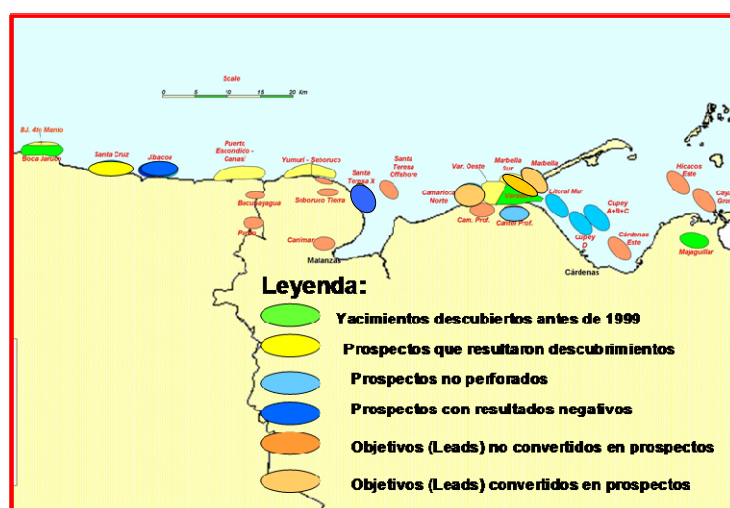 Scale
0 5 10 15 20 Km
BJ. 4to Manto
Boca Jaruco
Santa Cruz
Jibacoa
Puerto
Escondico -
Canasi
Yumuri - Seboruco
Seboruco Tierra
Bacunayagua
Canimar
Matanzas
Santa
Teresa X
Santa
Teresa
Offshore
Camarioca
Norte
Cam. Prof.
Var. Oeste
Marbella
Sur
Marbella
Cantel Prof.
Litoral Mar
Cupey
A+B+C
Cupey
D
Cárdenas
Este
Cárdenas
Hicacos
Este
Majaguillar
Leyenda:
Yacimientos descubiertos antes de 1999
Prospectos que resultaron descubrimientos
Prospectos no perforados
Prospectos con resultados negativos
Objetivos (Leads) no convertidos en prospectos
Objetivos (Leads) convertidos en prospectos